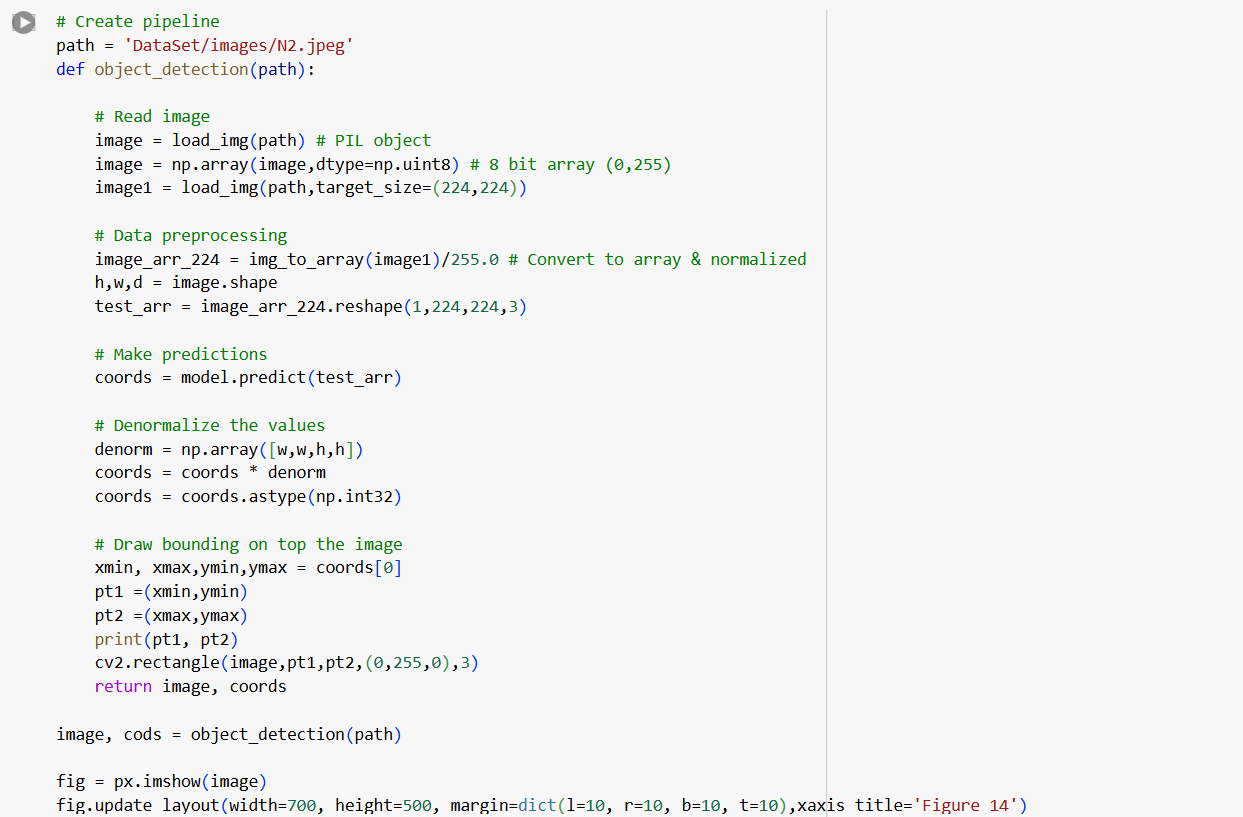 # Create pipeline
path = 'DataSet/images/N2.jpeg'
def object_detection(path):
# Read image
image = load_img(path) # PIL object
image = np.array(image,dtype=np.uint8) # 8 bit array (0,255)
image1 = load_img(path,target_size=(224,224))
# Data preprocessing
image_arr_224 = img_to_array(image1)/255.0 # Convert to array & normalized
h,w,d = image.shape
test_arr = image_arr_224.reshape(1,224,224,3)
# Make predictions
coords = model.predict(test_arr)
# Denormalize the values
denorm = np.array([w,w,h,h])
coords = coords * denorm
coords = coords.astype(np.int32)
# Draw bounding on top the image
xmin, xmax,ymin,ymax = coords[0]
pt1 =(xmin,ymin)
pt2 =(xmax,ymax)
print(pt1, pt2)
cv2.rectangle(image,pt1,pt2,(0,255,0),3)
return image, coords
image, cods = object_detection(path)
fig = px.imshow(image)
fig.update_layout(width=700, height=500, margin=dict(l=10, r=10, b=10, t=10),xaxis_title='Figure 14')